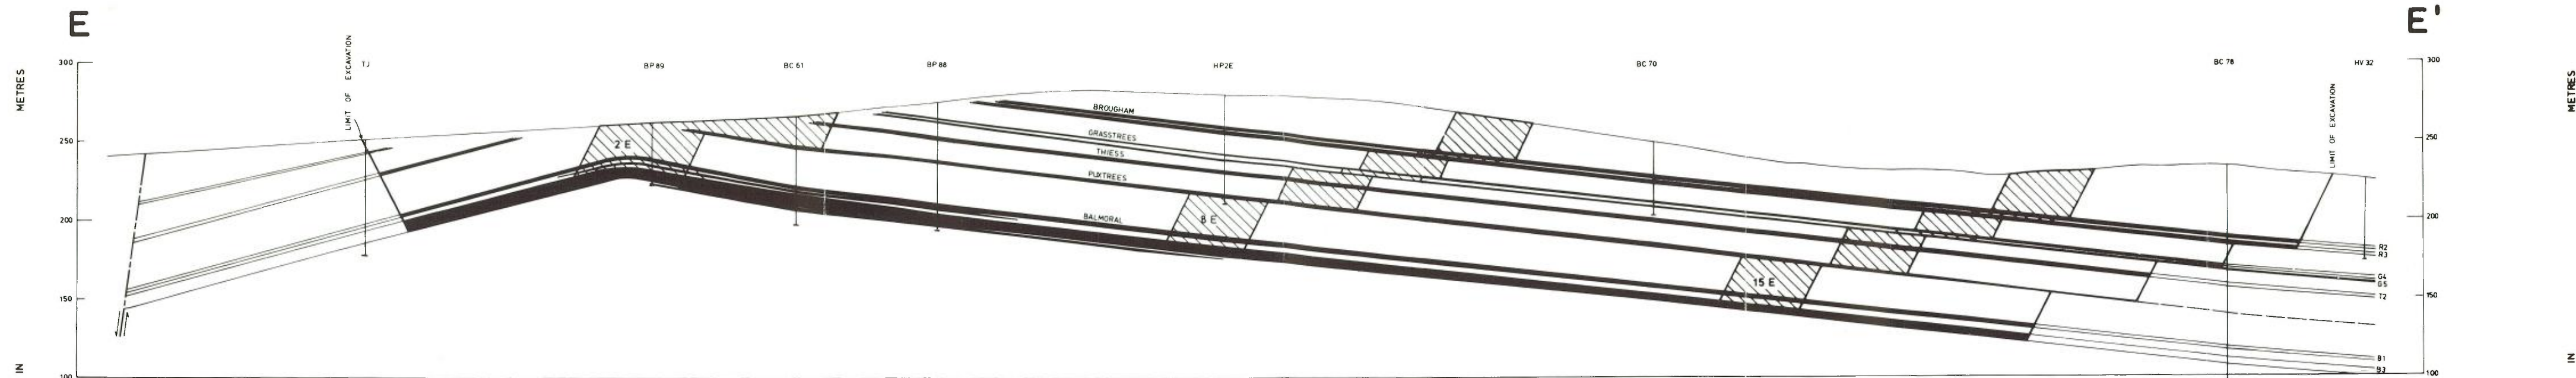 E
E'
LIMIT OF EXCAVATION
TJ
BP 89
BC 61
BP 88
HP2E
BC 70
BC 78
HV 32
LIMIT OF EXCAVATION
METRES
300
250
200
150
100
IN
BROUGHAM
GRASSTREES
THIESS
PUXTREES
BALMORAL
2 E
8 E
15 E
300
250
200
150
100
R2
R3
G4
G5
T2
B1
B3
METRES
IN